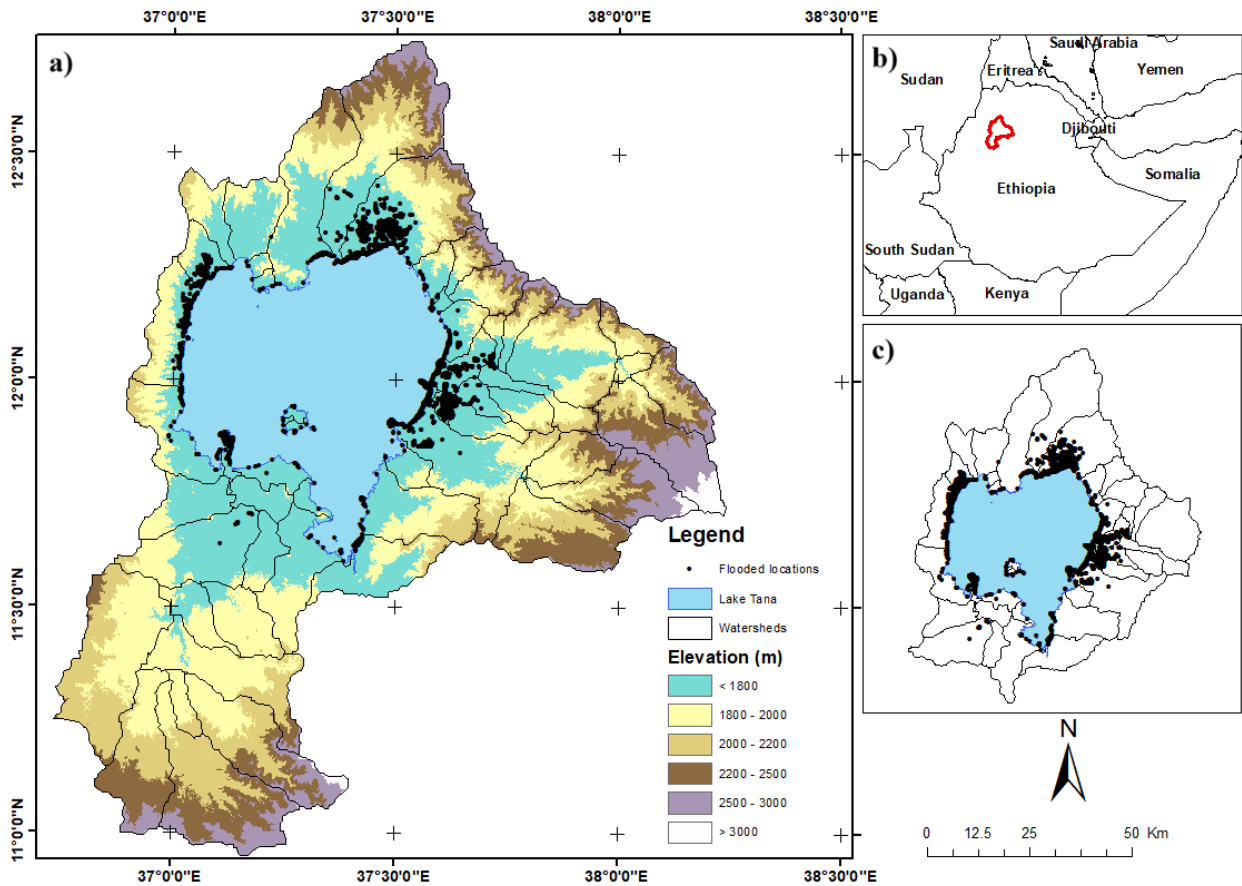 37°0'0"E 37°30'0"E 38°0'0"E 38°30'0"E
a)
12°30'0"N
12°0'0"N
11°30'0"N
11°0'0"N
Legend
Flooded locations
Lake Tana
Watersheds
Elevation (m)
< 1800
1800 - 2000
2000 - 2200
2200 - 2500
2500 - 3000
> 3000
37°0'0"E 37°30'0"E 38°0'0"E 38°30'0"E
b)
Saudi Arabia
Sudan
Eritrea
Yemen
Djibouti
Ethiopia
Somalia
South Sudan
Uganda
Kenya
c)
N
0 12.5 25 50 Km